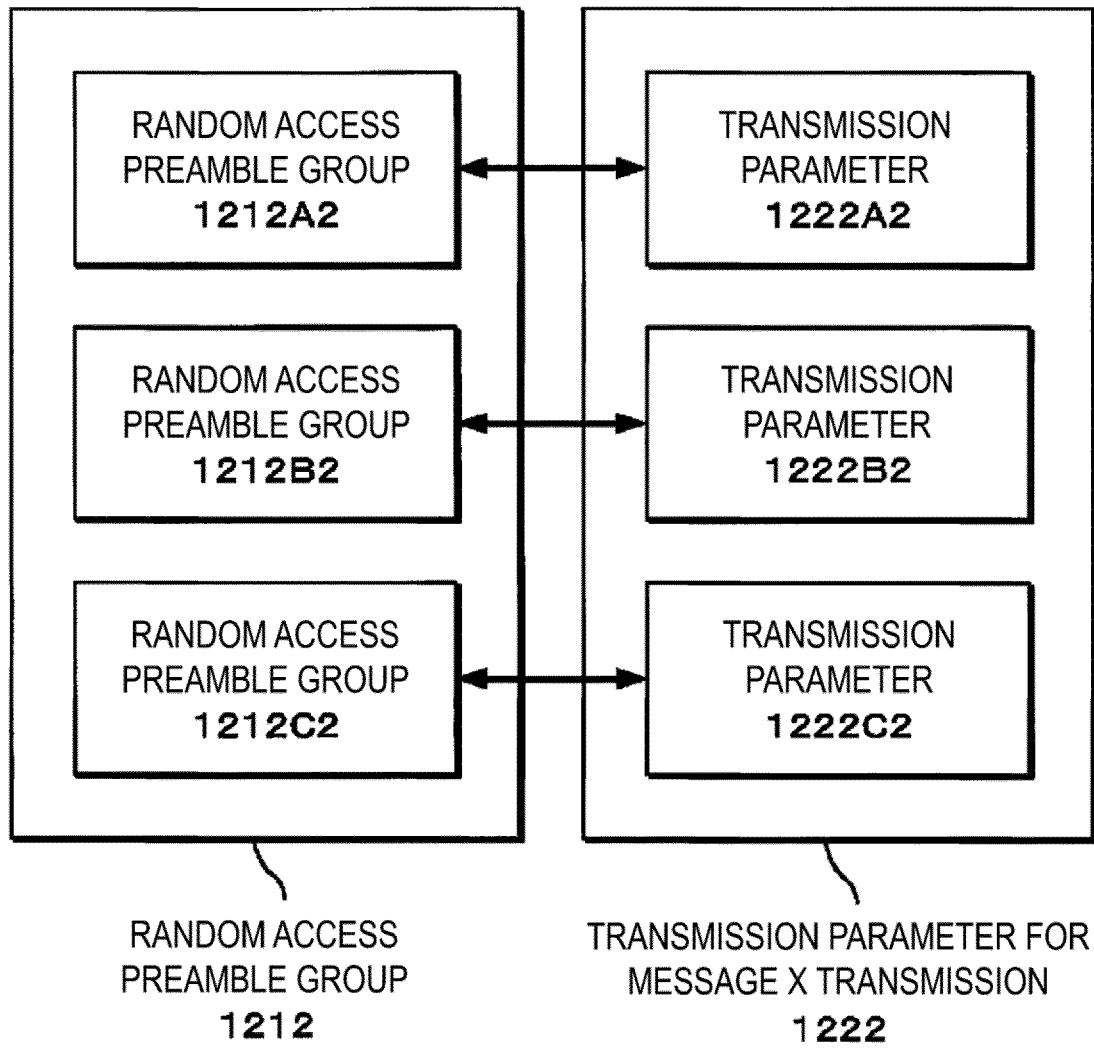 RANDOM ACCESS
PREAMBLE GROUP
1212A2
TRANSMISSION
PARAMETER
1222A2
RANDOM ACCESS
PREAMBLE GROUP
1212B2
TRANSMISSION
PARAMETER
1222B2
RANDOM ACCESS
PREAMBLE GROUP
1212C2
TRANSMISSION
PARAMETER
1222C2
RANDOM ACCESS
PREAMBLE GROUP
1212
TRANSMISSION PARAMETER FOR
MESSAGE X TRANSMISSION
1222